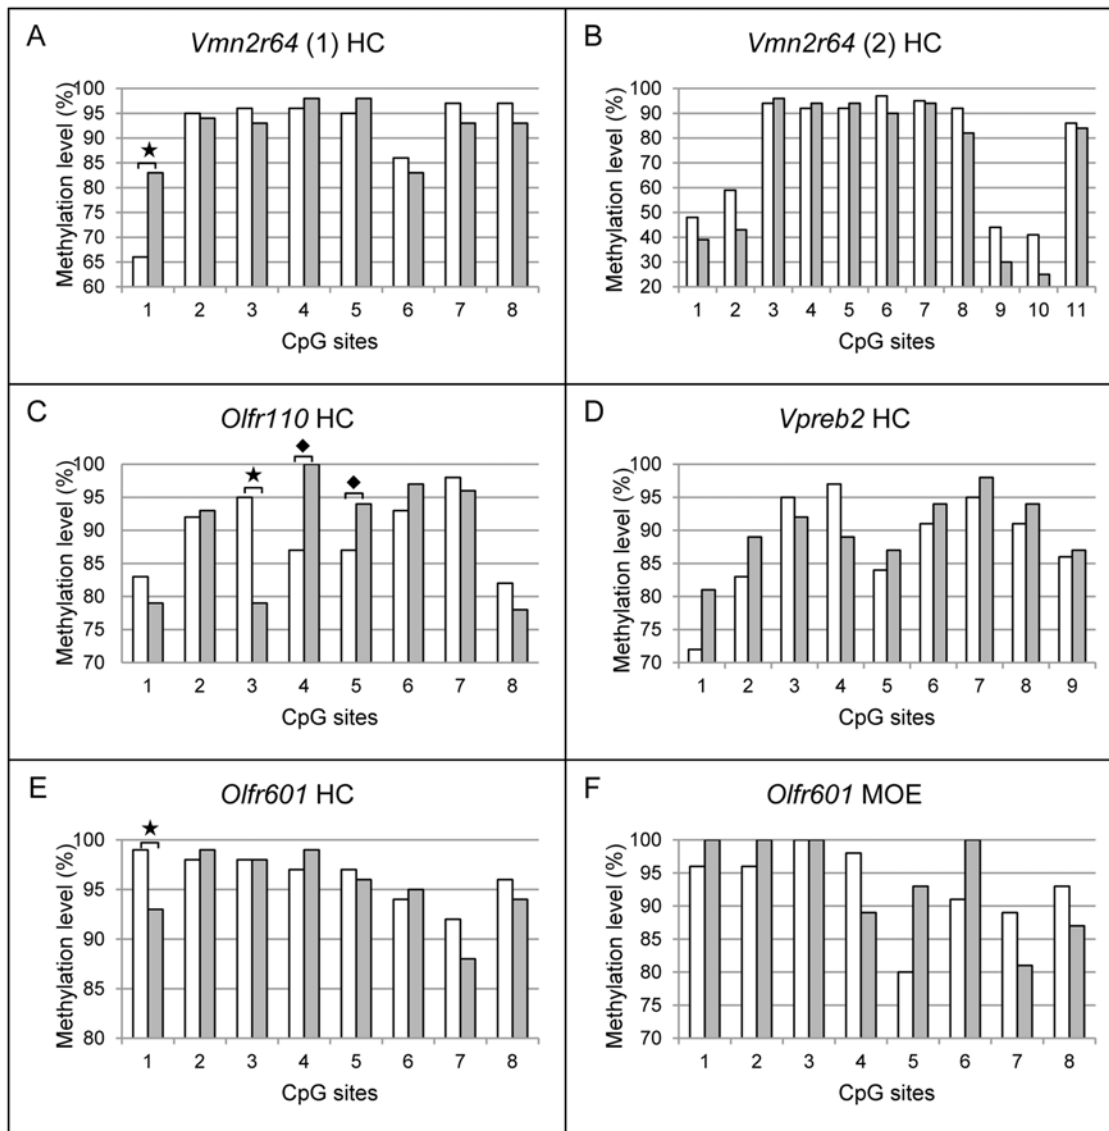 A
Vmn2r64 (1) HC
Methylation level (%)
100
95
90
85
80
75
70
65
60
1 2 3 4 5 6 7 8
CpG sites
B
Vmn2r64 (2) HC
Methylation level (%)
100
90
80
70
60
50
40
30
20
1 2 3 4 5 6 7 8 9 10 11
CpG sites
C
Olfr110 HC
Methylation level (%)
100
95
90
85
80
75
70
1 2 3 4 5 6 7 8
CpG sites
D
Vpreb2 HC
Methylation level (%)
100
95
90
85
80
75
70
1 2 3 4 5 6 7 8 9
CpG sites
E
Olfr601 HC
Methylation level (%)
100
95
90
85
80
1 2 3 4 5 6 7 8
CpG sites
F
Olfr601 MOE
Methylation level (%)
100
95
90
85
80
75
70
1 2 3 4 5 6 7 8
CpG sites